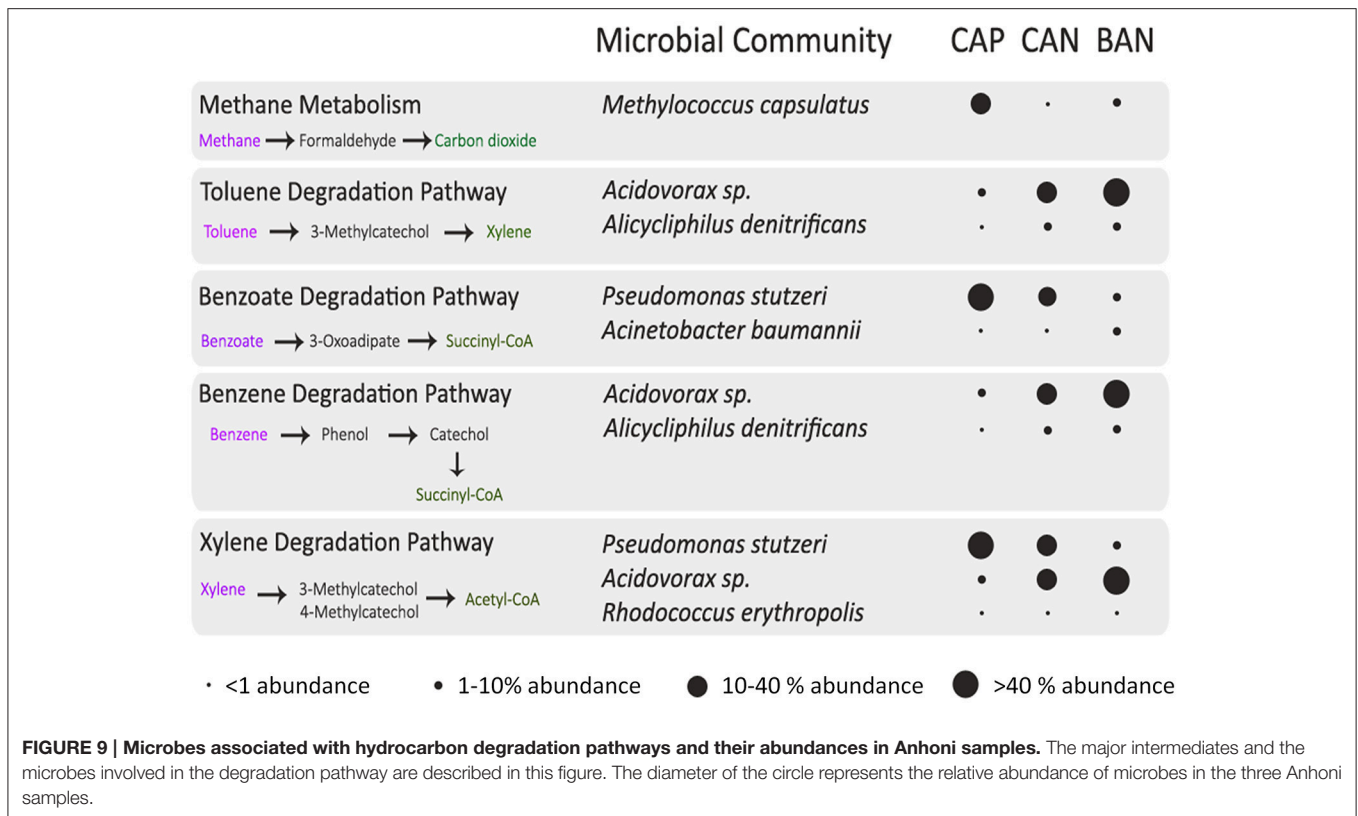 Microbial Community CAP CAN BAN
Methane Metabolism Methylococcus capsulatus
Methane Formaldehyde Carbon dioxide
Toluene Degradation Pathway Acidovorax sp.
Toluene 3-Methylcatechol Xylene Alicycliphilus denitrificans
Benzoate Degradation Pathway Pseudomonas stutzeri
Benzoate 3-Oxoadipate Succinyl-CoA Acinetobacter baumannii
Benzene Degradation Pathway Acidovorax sp.
Benzene Phenol Catechol Alicycliphilus denitrificans
Succinyl-CoA
Xylene Degradation Pathway Pseudomonas stutzeri
Xylene 3-Methylcatechol Acetyl-CoA Acidovorax sp.
4-Methylcatechol Rhodococcus erythropolis
<1 abundance 1-10% abundance 10-40 % abundance >40 % abundance
FIGURE 9 | Microbes associated with hydrocarbon degradation pathways and their abundances in Anhoni samples. The major intermediates and the
microbes involved in the degradation pathway are described in this figure. The diameter of the circle represents the relative abundance of microbes in the three Anhoni
samples.